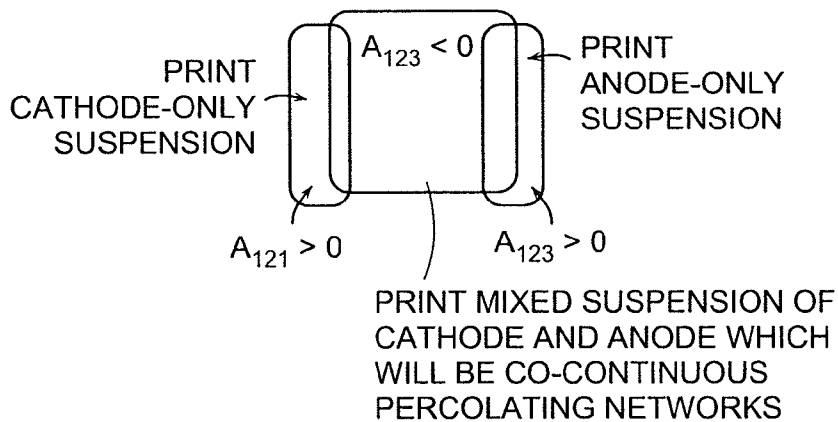 A₁₂₃ < 0
PRINT
CATHODE-ONLY
SUSPENSION
PRINT
ANODE-ONLY
SUSPENSION
A₁₂₁ > 0
A₁₂₃ > 0
PRINT MIXED SUSPENSION OF
CATHODE AND ANODE WHICH
WILL BE CO-CONTINUOUS
PERCOLATING NETWORKS